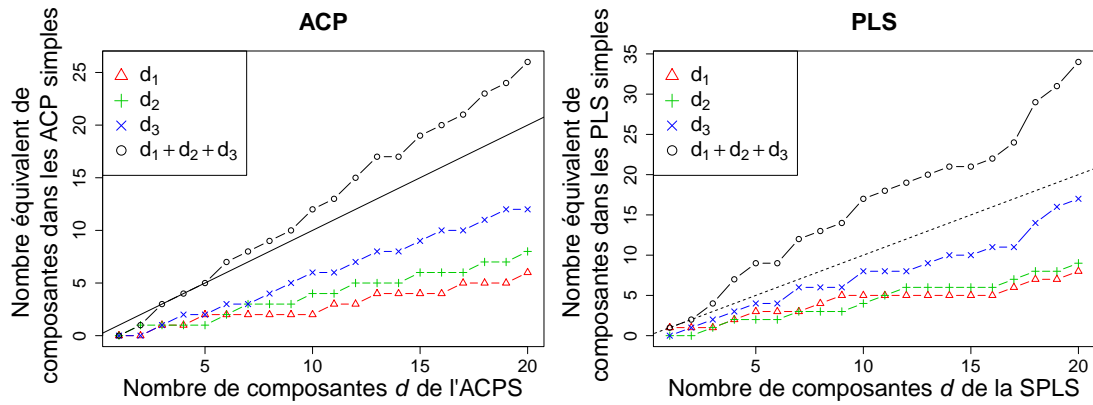 ACP
Nombre équivalent de
composantes dans les ACP simples
0 5 10 15 20 25
d1
d2
d3
d1 + d2 + d3
5 10 15 20
Nombre de composantes d de l'ACPS
PLS
Nombre équivalent de
composantes dans les PLS simples
0 5 10 15 20 25 30 35
d1
d2
d3
d1 + d2 + d3
5 10 15 20
Nombre de composantes d de la SPLS